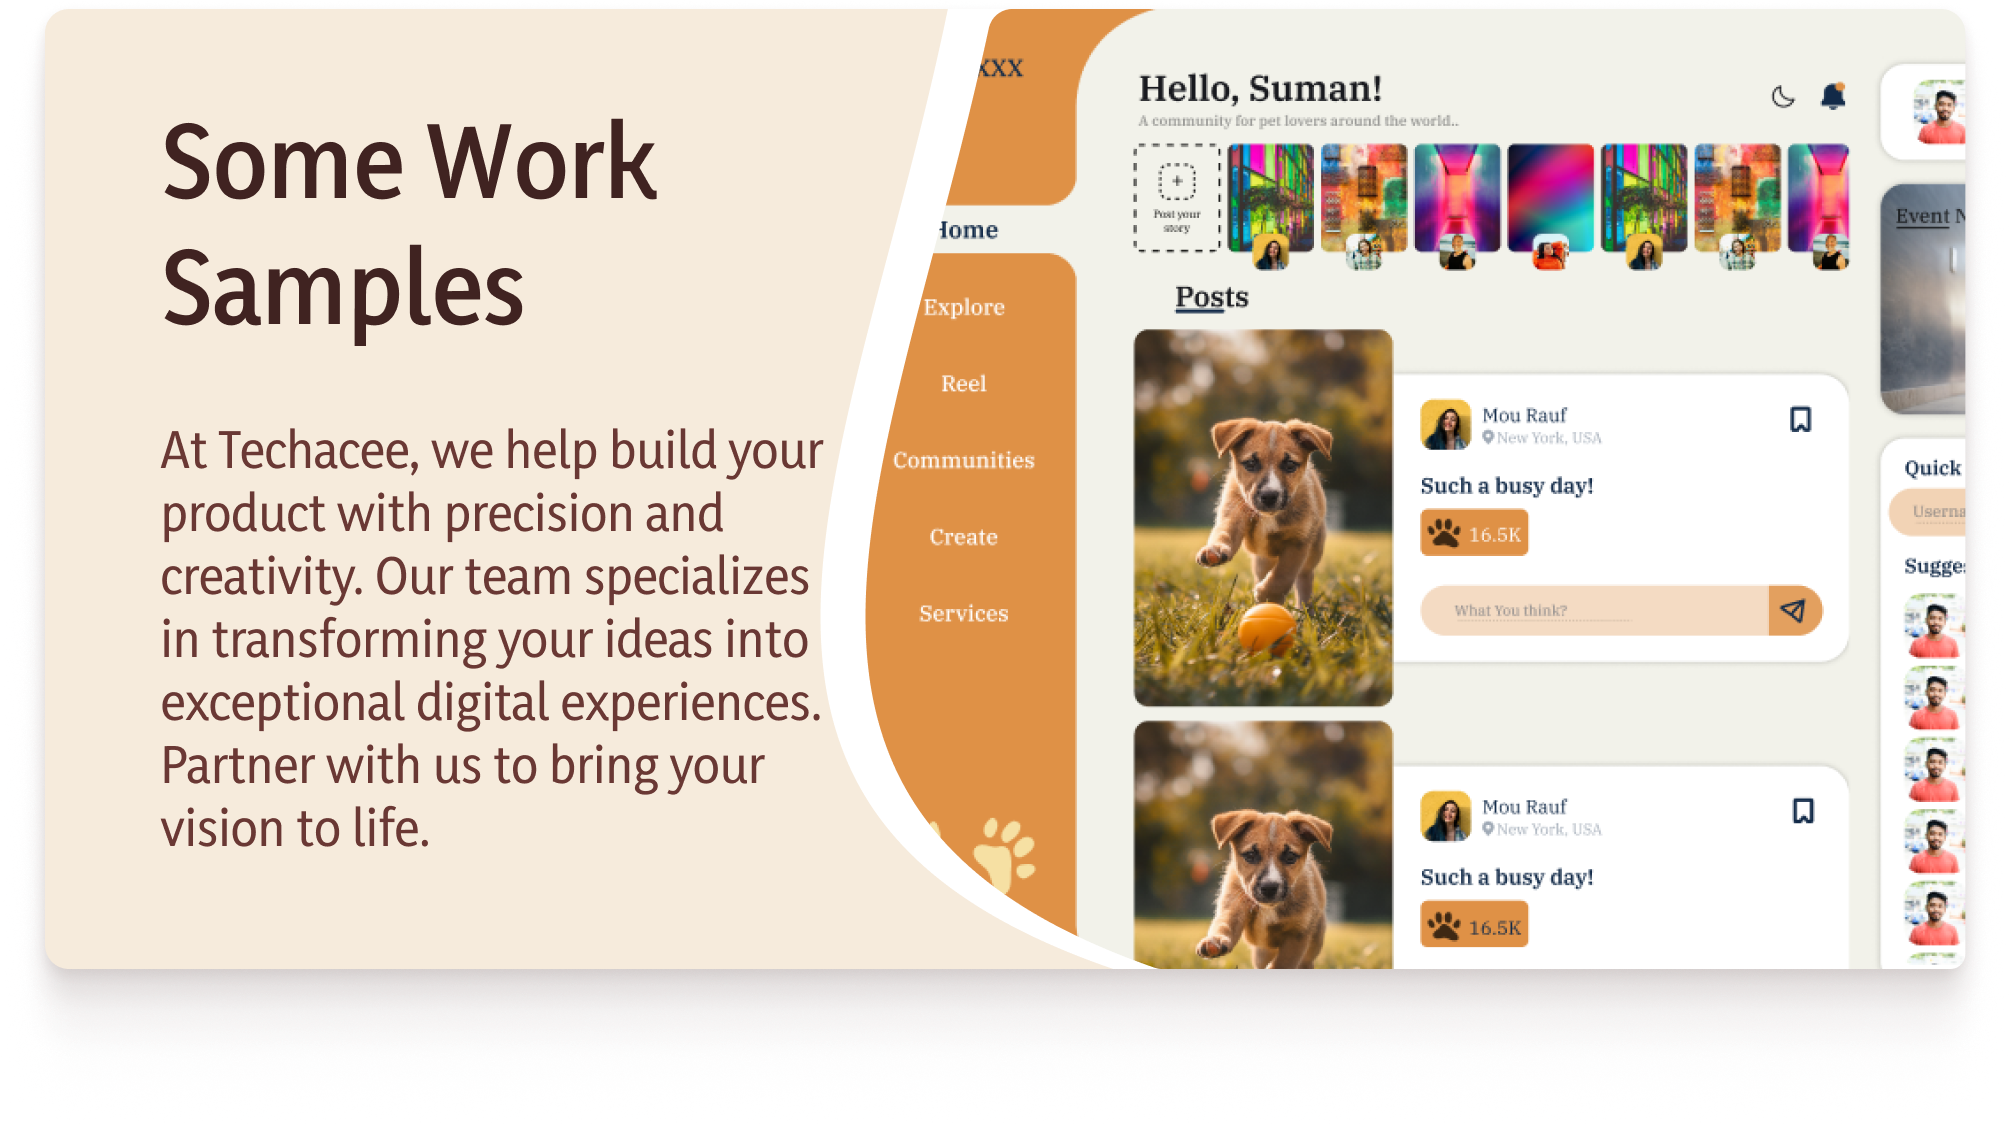 Some Work
Samples
At Techacee, we help build your
product with precision and
creativity. Our team specializes
in transforming your ideas into
exceptional digital experiences.
Partner with us to bring your
vision to life.
XXX
Home
Explore
Reel
Communities
Create
Services
Hello, Suman!
A community for pet lovers around the world..
Post your
story
Posts
Mou Rauf
New York, USA
Such a busy day!
16.5K
What You think?
Mou Rauf
New York, USA
Such a busy day!
16.5K
Event N
Quick
Userna
Sugges